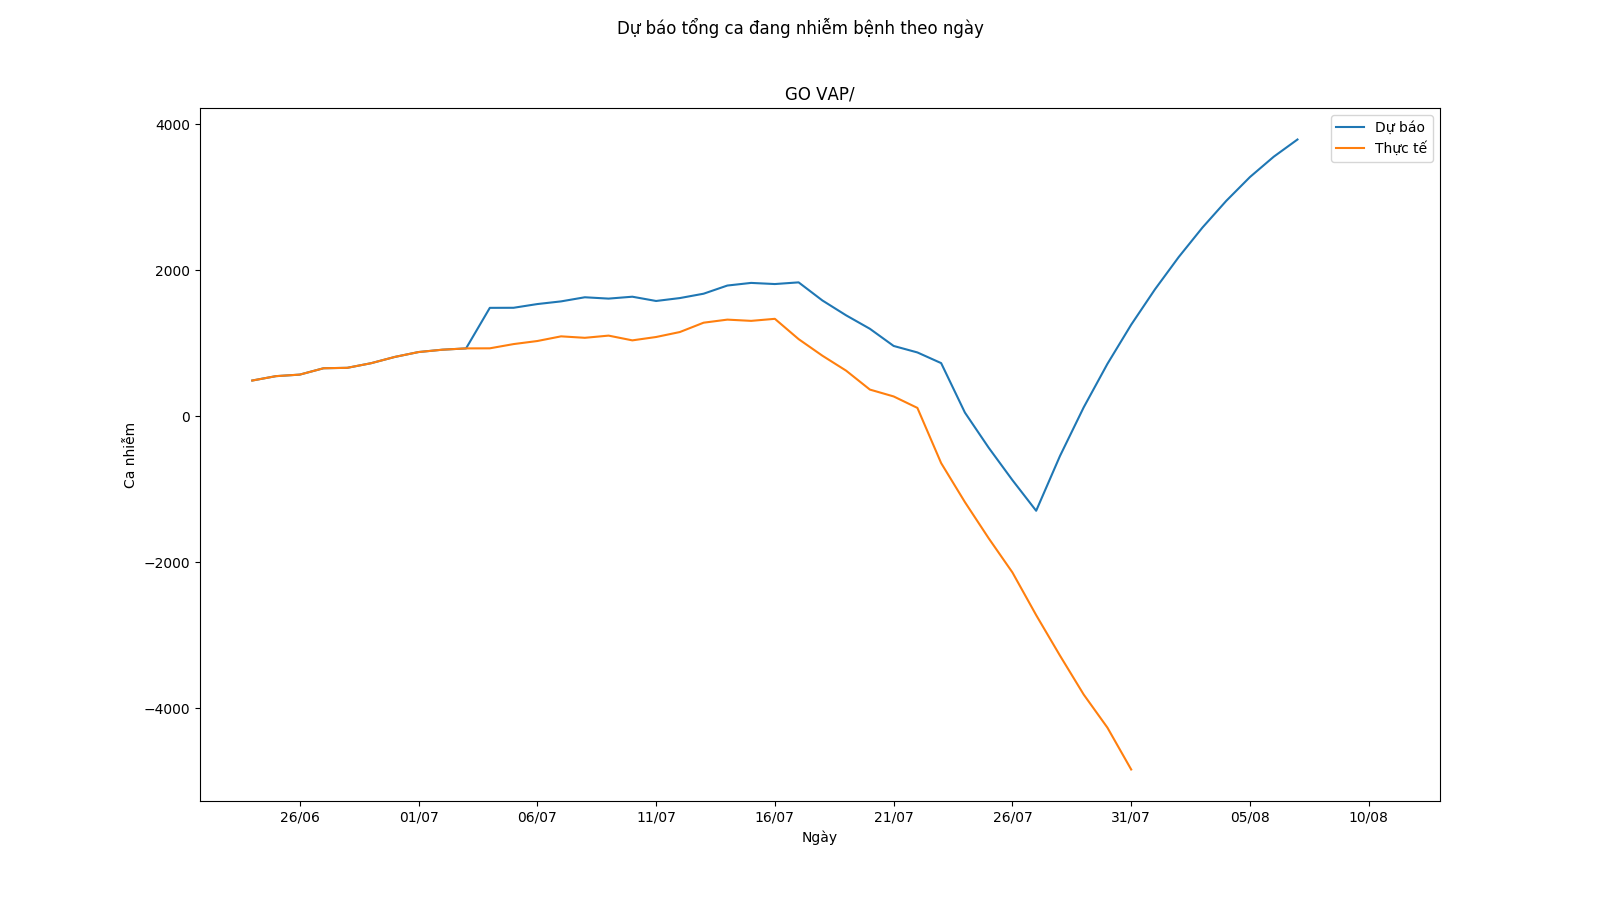 Dự báo tổng ca đang nhiễm bệnh theo ngày
GO VAP/
4000
2000
0
−2000
−4000
Ca nhiễm
Dự báo
Thực tế
26/06 01/07 06/07 11/07 16/07 21/07 26/07 31/07 05/08 10/08
Ngày